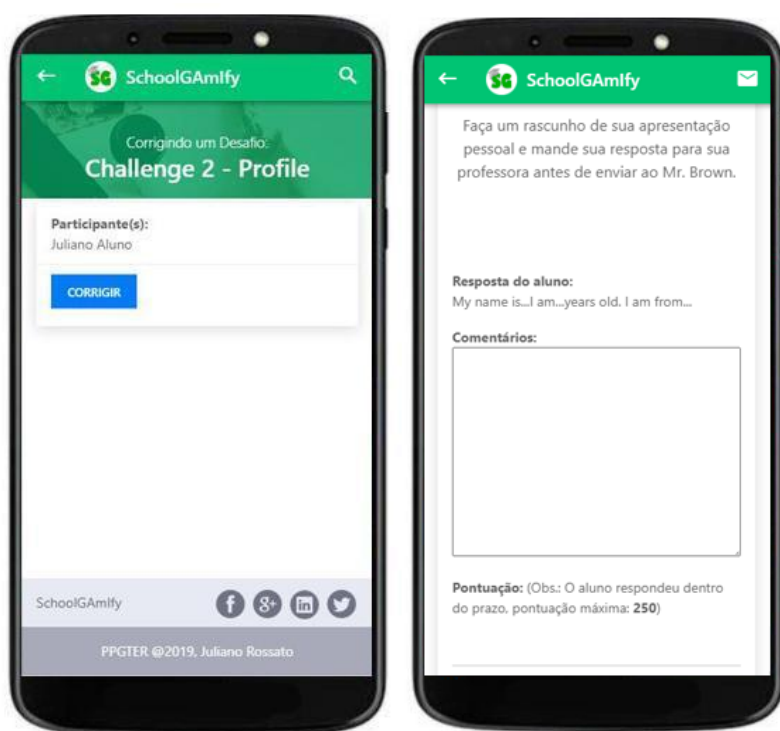 SG SchoolGAmIfy
Corrigindo um Desafio:
Challenge 2 - Profile
Participante(s):
Juliano Aluno
CORRIGIR
SchoolGAmIfy
PPGTER @2019, Juliano Rossato
SG SchoolGAmIfy
Faça um rascunho de sua apresentação
pessoal e mande sua resposta para sua
professora antes de enviar ao Mr. Brown.
Resposta do aluno:
My name is...I am...years old. I am from...
Comentários:
Pontuação: (Obs.: O aluno respondeu dentro
do prazo, pontuação máxima: 250)